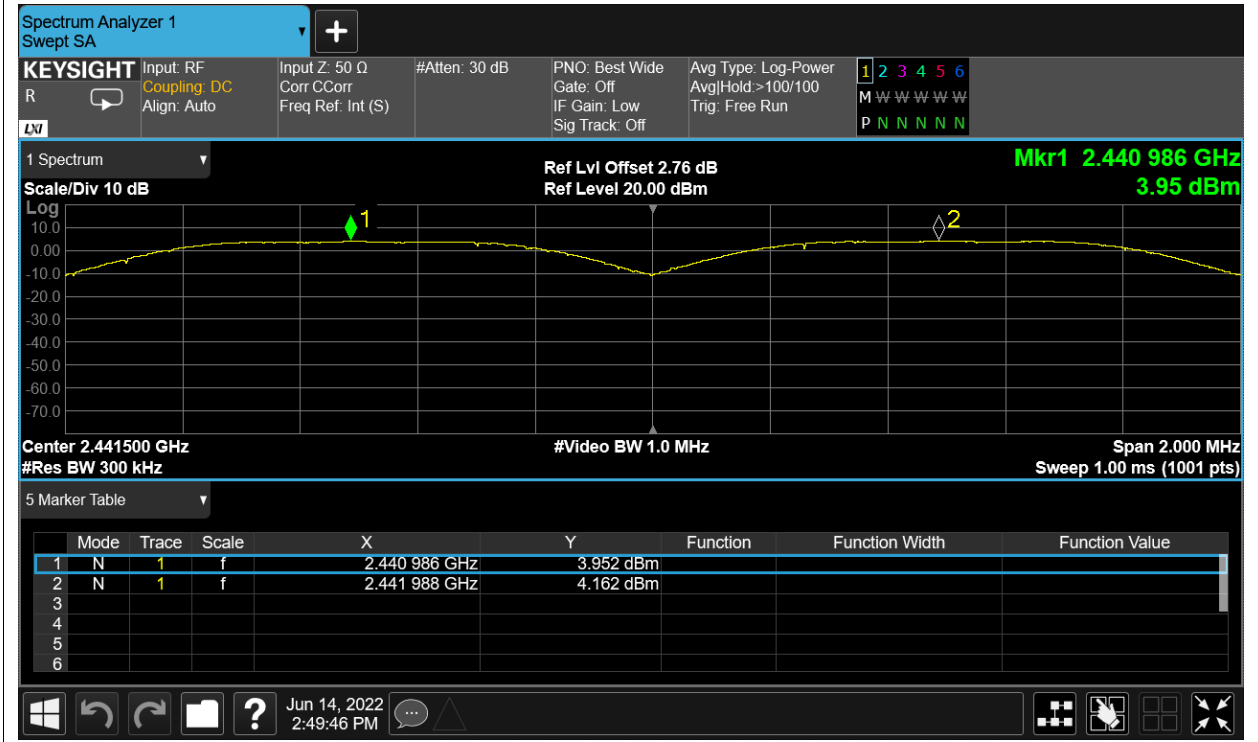 Spectrum Analyzer 1
Swept SA
+
KEYSIGHT Input: RF Input Z: 50 Ω #Atten: 30 dB PNO: Best Wide Avg Type: Log-Power 1 2 3 4 5 6
R Coupling: DC Corr CCorr Gate: Off Avg|Hold:>100/100 M W W W W W
Align: Auto Freq Ref: Int (S) IF Gain: Low Trig: Free Run
LXI Sig Track: Off P N N N N N
1 Spectrum Ref Lvl Offset 2.76 dB Mkr1 2.440 986 GHz
Scale/Div 10 dB Ref Level 20.00 dBm 3.95 dBm
Log
1 2
10.0
0.00
-10.0
-20.0
-30.0
-40.0
-50.0
-60.0
-70.0
Center 2.441500 GHz #Video BW 1.0 MHz Span 2.000 MHz
#Res BW 300 kHz Sweep 1.00 ms (1001 pts)
5 Marker Table
Mode Trace Scale X Y Function Function Width Function Value
1 N 1 f 2.440 986 GHz 3.952 dBm
2 N 1 f 2.441 988 GHz 4.162 dBm
3
4
5
6
? Jun 14, 2022
2:49:46 PM